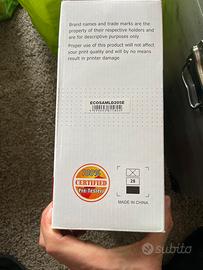 Brand names and trade marks are the
property of their respective holders and
are for descriptive purposes only
Proper use of this product will not affect
your print quality and will by no means
result in printer damage
ECOSAMLD205E
100%
CERTIFIED
Pre-Tested
26
MADE IN CHINA
subito